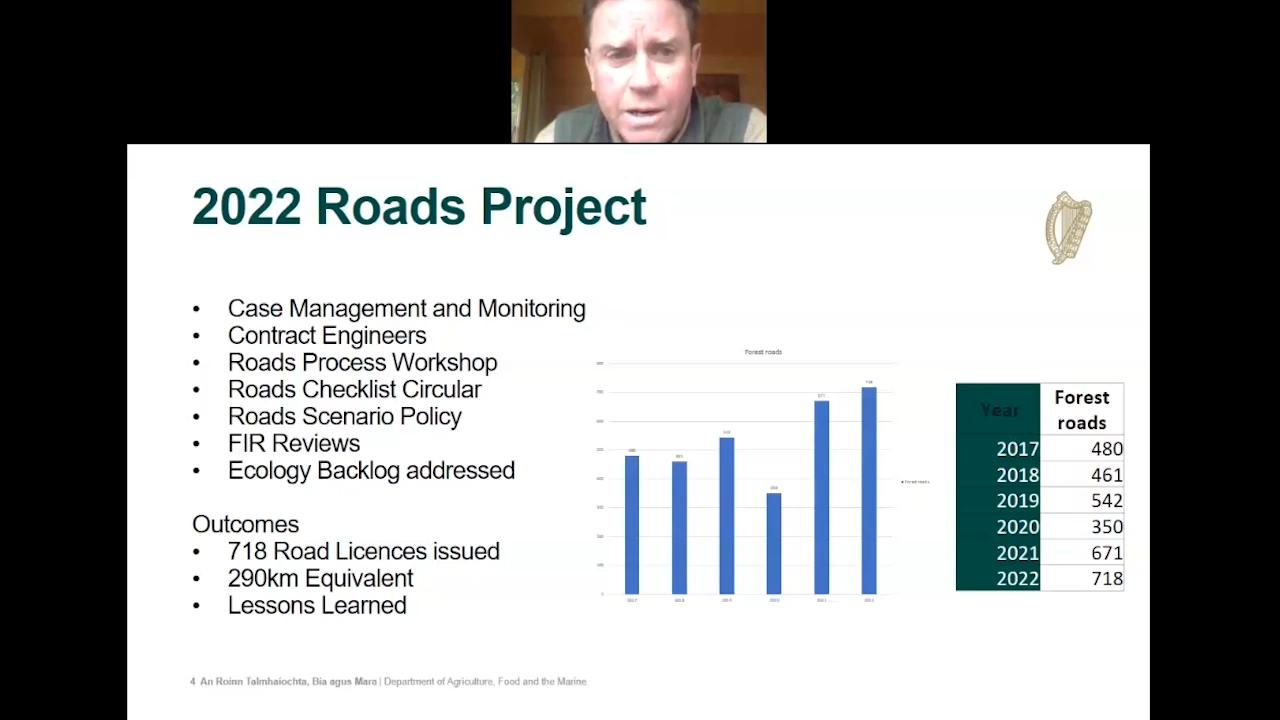 2022 Roads Project
• Case Management and Monitoring
• Contract Engineers
• Roads Process Workshop
• Roads Checklist Circular
• Roads Scenario Policy
• FIR Reviews
• Ecology Backlog addressed
Outcomes
• 718 Road Licences issued
• 290km Equivalent
• Lessons Learned
Forest roads
Forest roads
Year Forest roads
2017 480
2018 461
2019 542
2020 350
2021 671
2022 718
4 An Roinn Talmhaíochta, Bia agus Mara | Department of Agriculture, Food and the Marine